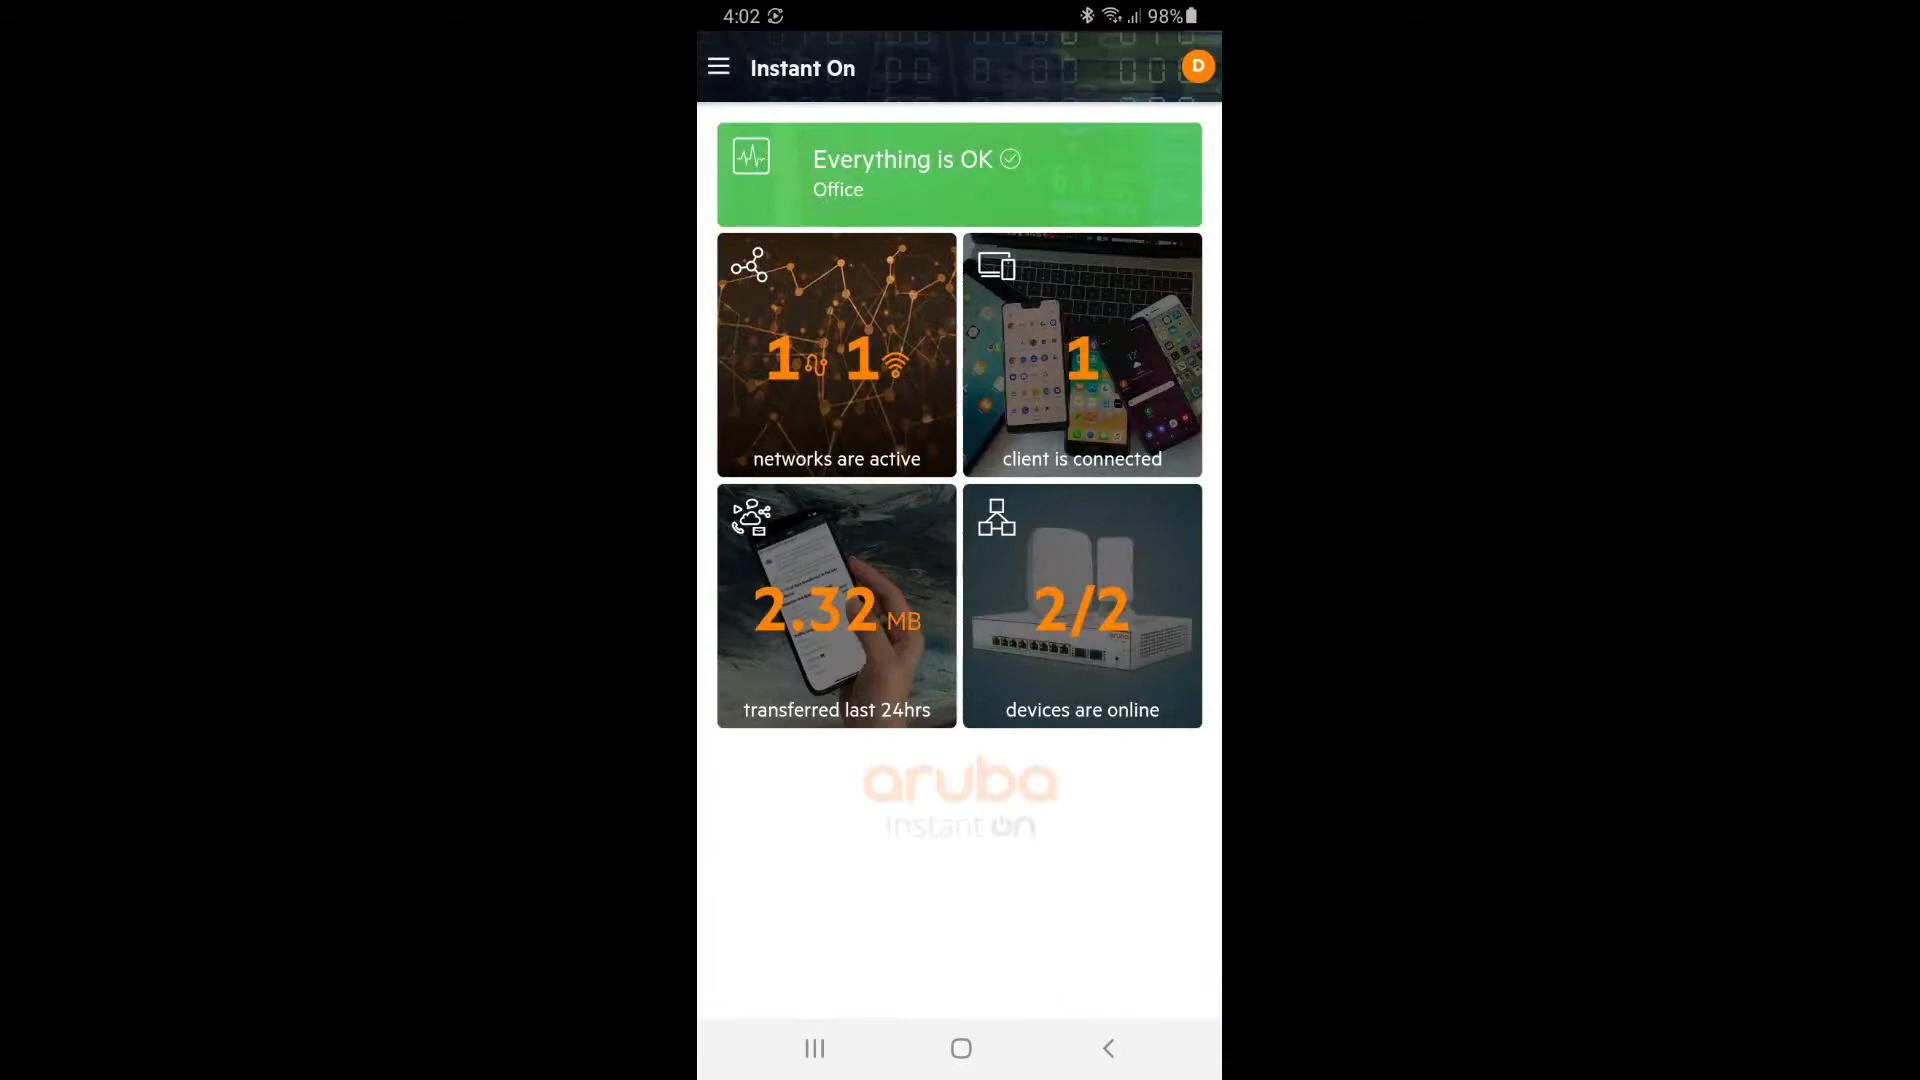 4:02 98%
Instant On D
Everything is OK
Office
1 1
networks are active
1
client is connected
2.32 MB
transferred last 24hrs
2/2
devices are online
aruba
Instant On